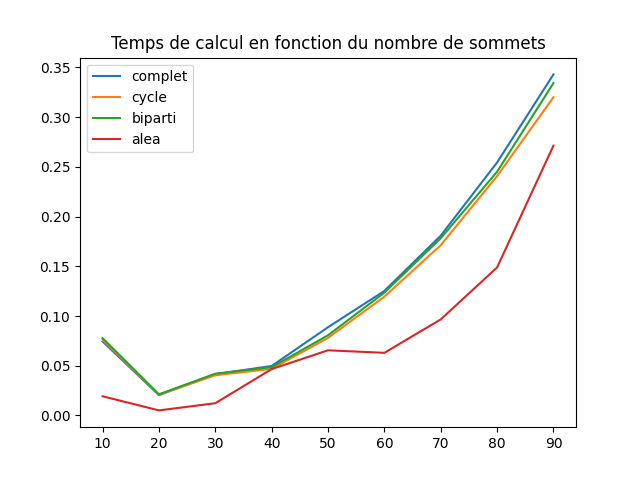 Temps de calcul en fonction du nombre de sommets
complet
cycle
biparti
alea
0.35
0.30
0.25
0.20
0.15
0.10
0.05
0.00
10 20 30 40 50 60 70 80 90